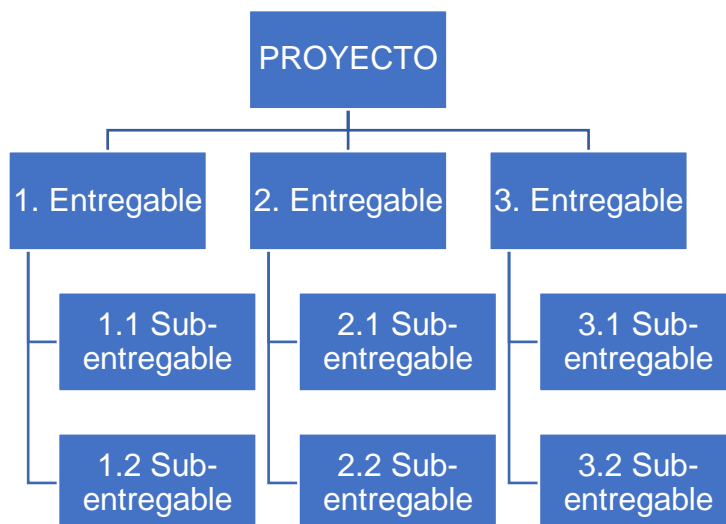 PROYECTO
1. Entregable
2. Entregable
3. Entregable
1.1 Sub-
entregable
2.1 Sub-
entregable
3.1 Sub-
entregable
1.2 Sub-
entregable
2.2 Sub-
entregable
3.2 Sub-
entregable